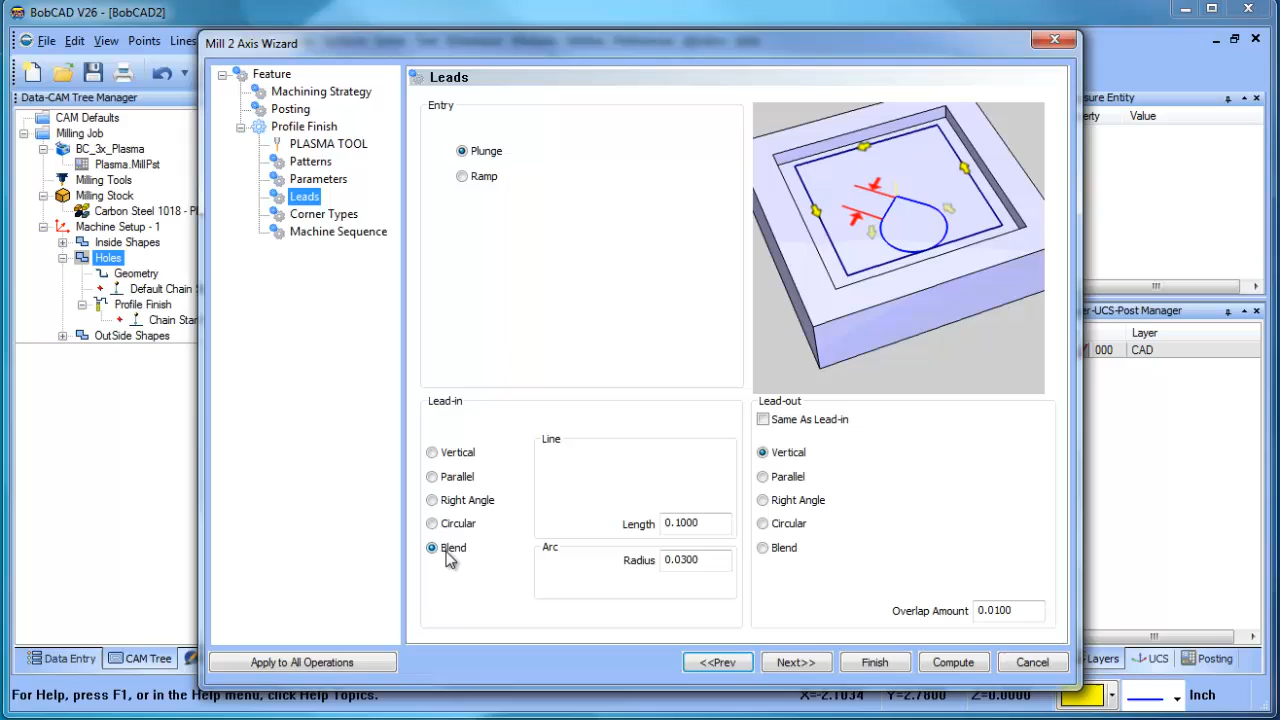 BobCAD V26 - [BobCAD2]
File Edit View Points Lines
Data-CAM Tree Manager
CAM Defaults
Milling Job
BC_3x_Plasma
Plasma.MillPst
Milling Tools
Milling Stock
Carbon Steel 1018 - Pl
Machine Setup - 1
Inside Shapes
Holes
Geometry
Default Chain
Profile Finish
Chain Star
OutSide Shapes
Data Entry
CAM Tree
Mill 2 Axis Wizard
Feature
Machining Strategy
Posting
Profile Finish
PLASMA TOOL
Patterns
Parameters
Leads
Corner Types
Machine Sequence
Leads
Entry
Plunge
Ramp
Lead-in
Vertical
Parallel
Right Angle
Circular
Blend
Line
Length 0.1000
Arc
Radius 0.0300
Lead-out
Same As Lead-in
Vertical
Parallel
Right Angle
Circular
Blend
Overlap Amount 0.0100
Apply to All Operations
<<Prev
Next>>
Finish
Compute
Cancel
sure Entity
erty Value
er-UCS-Post Manager
Layer
000 CAD
Layers
UCS
Posting
For Help, press F1, or in the Help menu, click Help Topics.
X=-2.1034 Y=2.7800 Z=0.0000
Inch